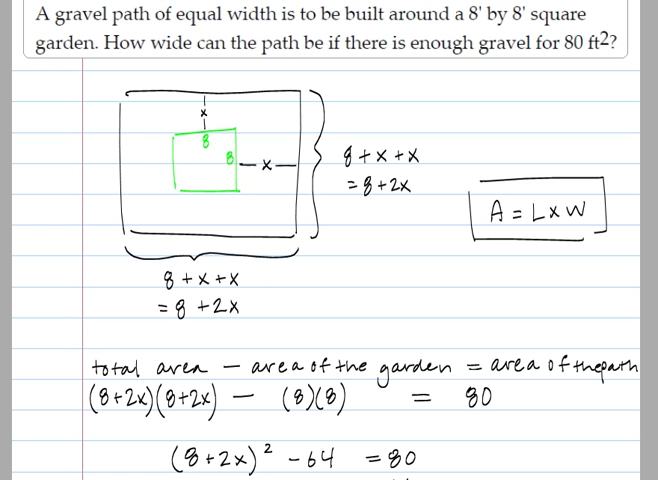 A gravel path of equal width is to be built around a 8' by 8' square
garden. How wide can the path be if there is enough gravel for 80 ft²?
x
8
8
x
8 + x + x
= 8 + 2x
A = L x W
8 + x + x
= 8 + 2x
total area - area of the garden = area of the path
(8+2x)(8+2x) - (8)(8) = 80
(8+2x)² - 64 = 80